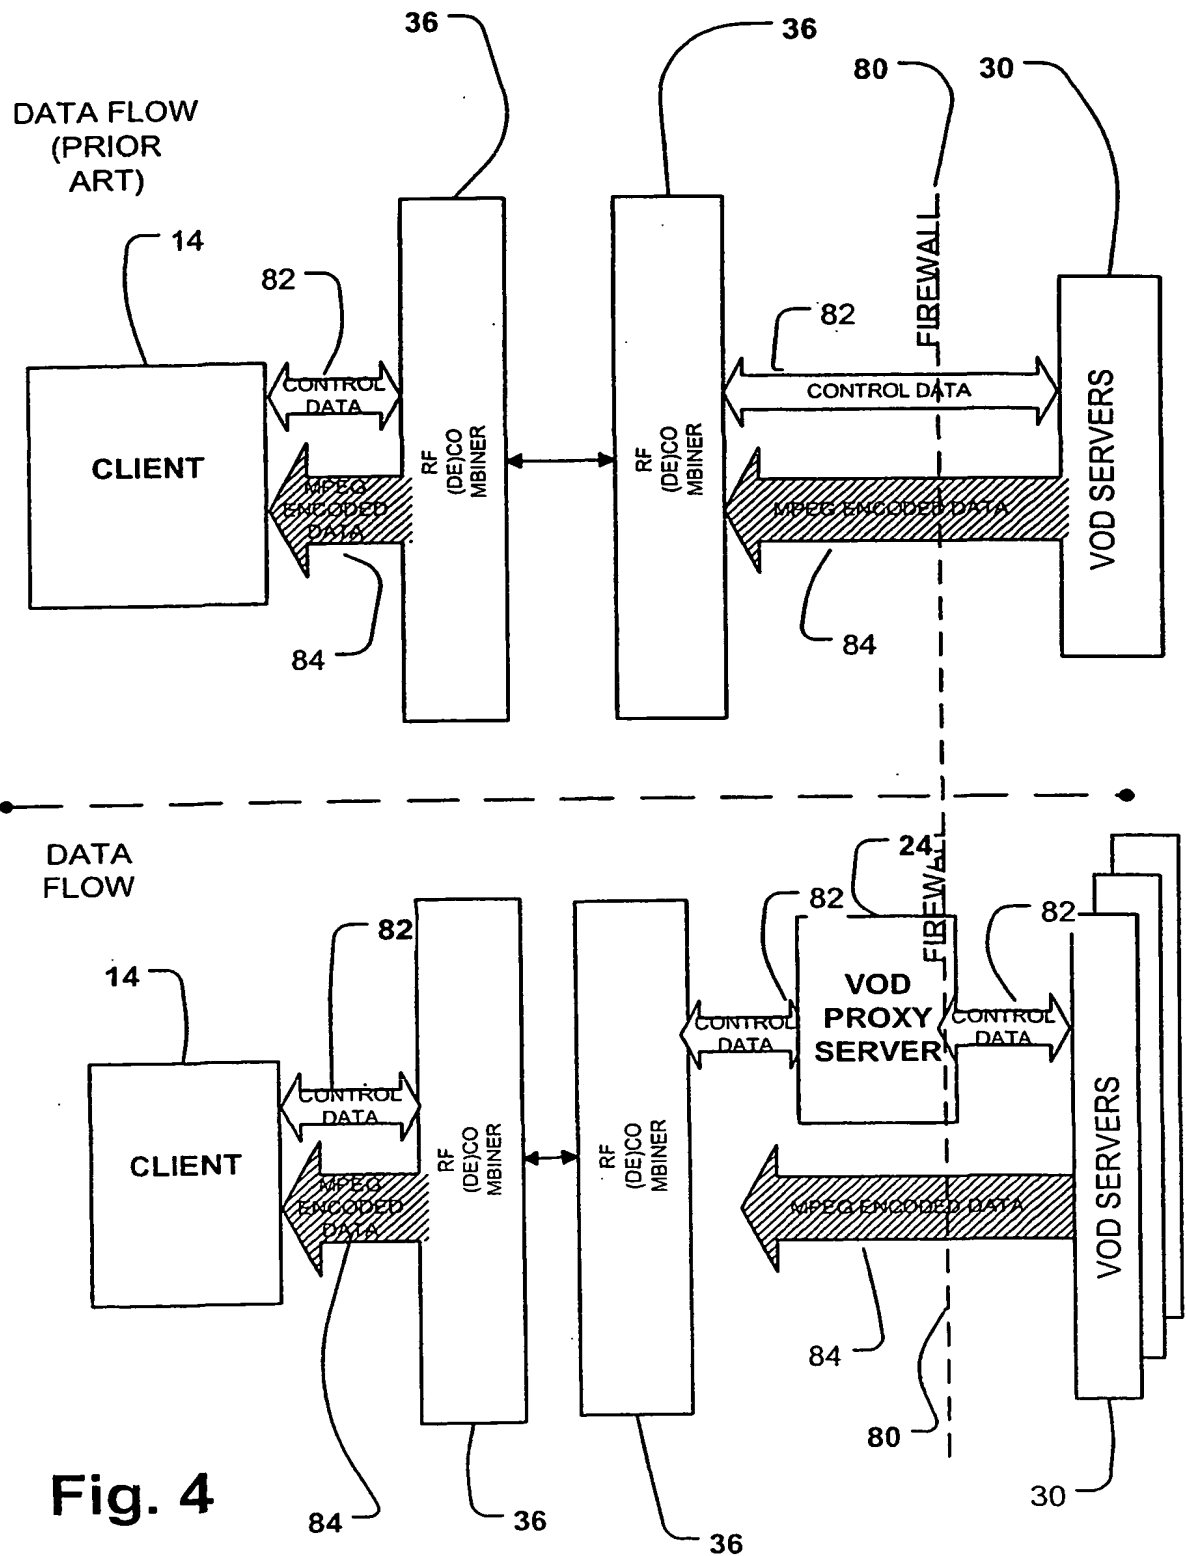 36
36
80
30
DATA FLOW
(PRIOR
ART)
14
82
82
FIREWALL
CONTROL
DATA
CONTROL DATA
CLIENT
RF
(DE)CO
MBINER
RF
(DE)CO
MBINER
VOD SERVERS
MPEG
ENCODED
DATA
MPEG ENCODED DATA
84
84
DATA
FLOW
24
FIREWAL
82
82
82
14
VOD
PROXY
SERVER
CONTROL
DATA
CONTROL
DATA
CONTROL
DATA
CLIENT
RF
(DE)CO
MBINER
RF
(DE)CO
MBINER
VOD SERVERS
MPEG
ENCODED
DATA
MPEG ENCODED DATA
84
80
30
Fig. 4
84
36
36